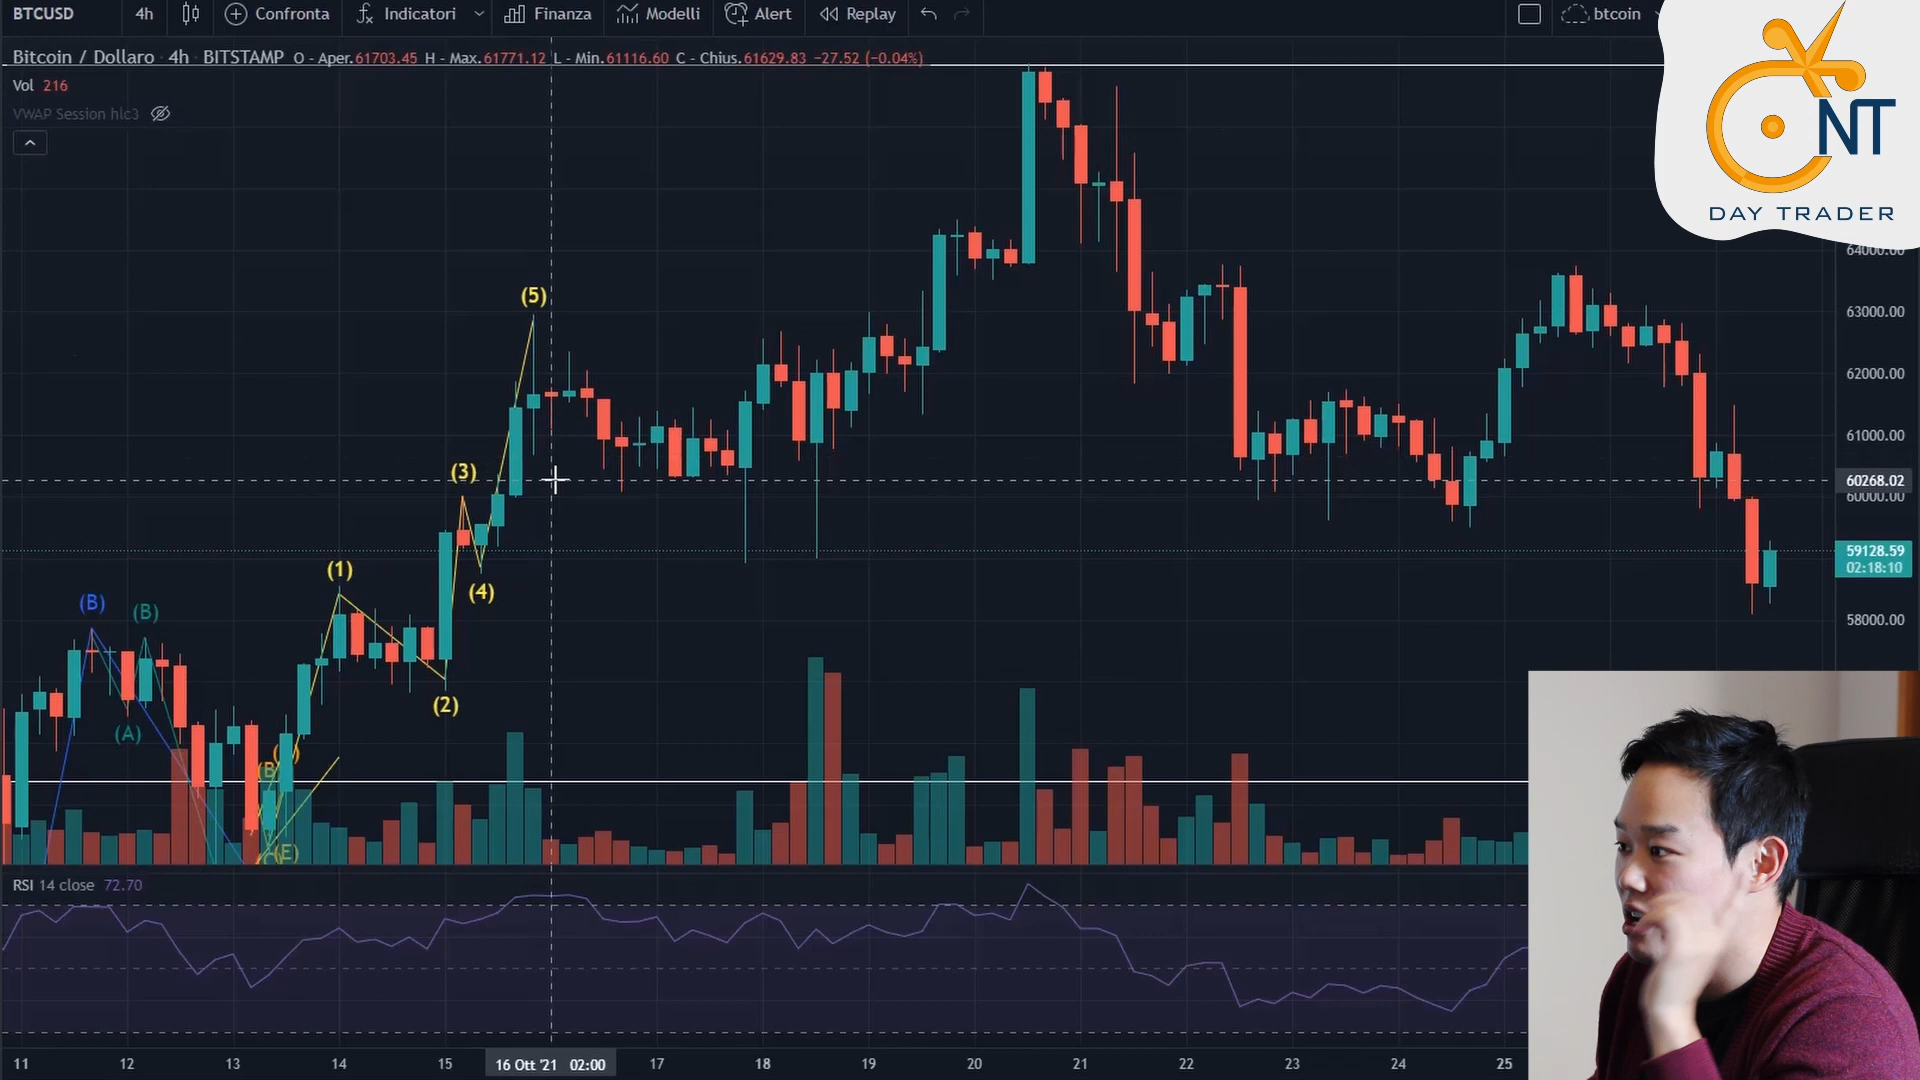 BTCUSD 4h Confronta Indicatori Finanza Modelli Alert Replay btcoin
Bitcoin / Dollaro 4h BITSTAMP O - Aper.61703.45 H - Max.61771.12 L - Min.61116.60 C - Chius.61629.83 −27.52 (−0.04%)
Vol 216
VWAP Session hlc3
NT
DAY TRADER
64000.00
63000.00
62000.00
61000.00
60268.02
60000.00
59128.59
02:18:10
58000.00
(5)
(3)
(4)
(1)
(2)
(B)
(B)
(A)
(B
(E)
RSI 14 close 72.70
11 12 13 14 15 16 Ott '21 02:00 17 18 19 20 21 22 23 24 25